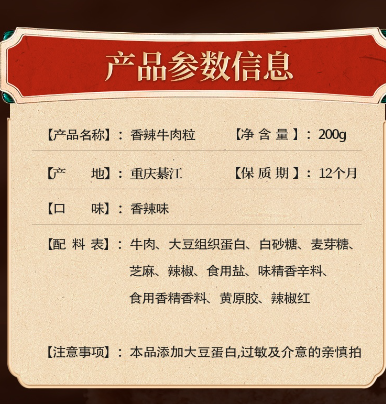 产品参数信息
【产品名称】：香辣牛肉粒 【净含量】：200g
【产 地】：重庆綦江 【保质期】：12个月
【口 味】：香辣味
【配料表】：牛肉、大豆组织蛋白、白砂糖、麦芽糖、
芝麻、辣椒、食用盐、味精香辛料、
食用香精香料、黄原胶、辣椒红
【注意事项】：本品添加大豆蛋白,过敏及介意的亲慎拍